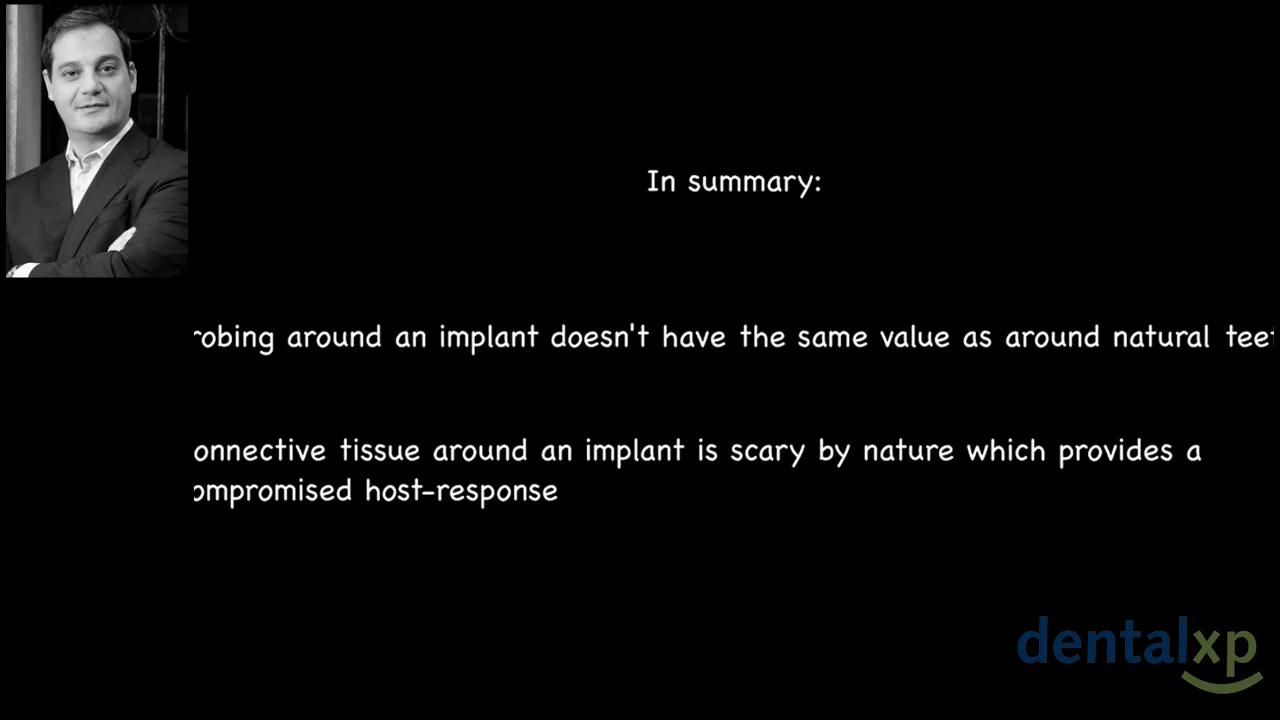 In summary:
robing around an implant doesn't have the same value as around natural teet
onnective tissue around an implant is scary by nature which provides a
ompromised host-response
dentalxp